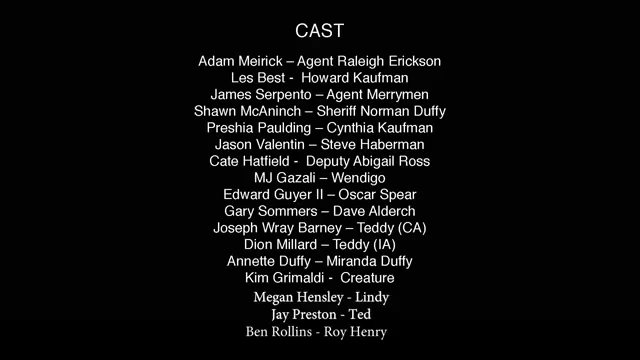 CAST
Adam Meirick – Agent Raleigh Erickson
Les Best -  Howard Kaufman
James Serpento – Agent Merrymen
Shawn McAninch – Sheriff Norman Duffy
Preshia Paulding – Cynthia Kaufman
Jason Valentin – Steve Haberman
Cate Hatfield -  Deputy Abigail Ross
MJ Gazali – Wendigo
Edward Guyer II – Oscar Spear
Gary Sommers – Dave Alderch
Joseph Wray Barney – Teddy (CA)
Dion Millard – Teddy (IA)
Annette Duffy – Miranda Duffy
Kim Grimaldi -  Creature
Megan Hensley - Lindy
Jay Preston - Ted
Ben Rollins - Roy Henry